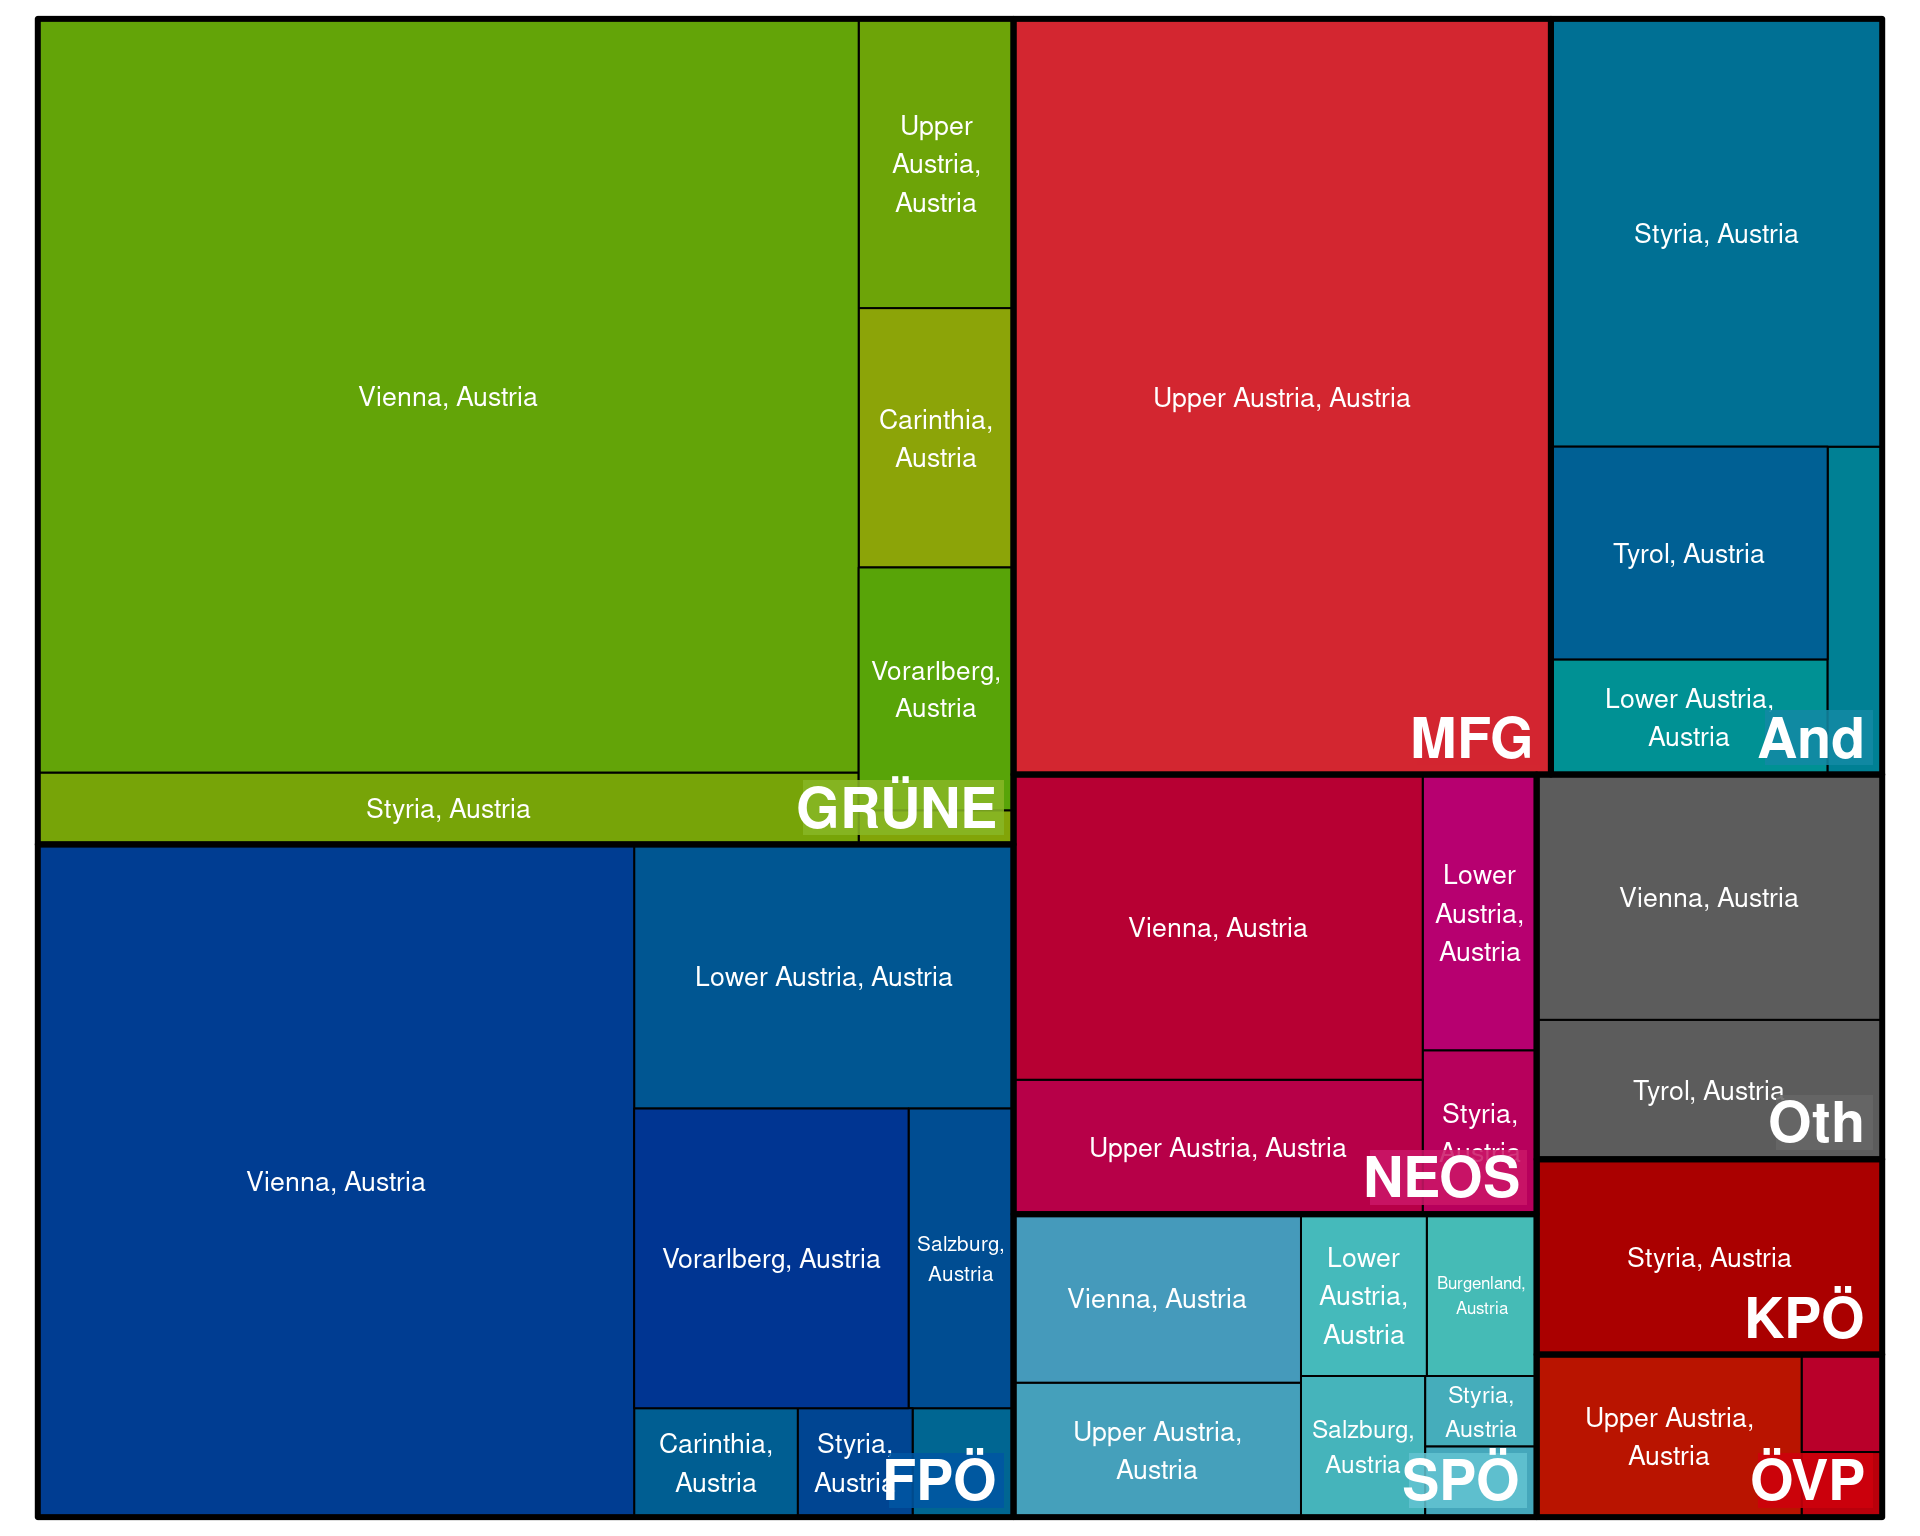 Vienna, Austria
Upper
Austria,
Austria
Carinthia,
Austria
Vorarlberg,
Austria
Styria, Austria
GRÜNE
Upper Austria, Austria
MFG
Styria, Austria
Tyrol, Austria
Lower Austria,
Austria
And
Vienna, Austria
Lower Austria, Austria
Vorarlberg, Austria
Salzburg,
Austria
Carinthia,
Austria
Styria,
Austria
FPÖ
Vienna, Austria
Lower
Austria,
Austria
Upper Austria, Austria
Styria,
Austria
NEOS
Vienna, Austria
Tyrol, Austria
Oth
Vienna, Austria
Lower
Austria,
Austria
Burgenland,
Austria
Upper Austria,
Austria
Salzburg,
Austria
Styria,
Austria
SPÖ
Styria, Austria
KPÖ
Upper Austria,
Austria
ÖVP